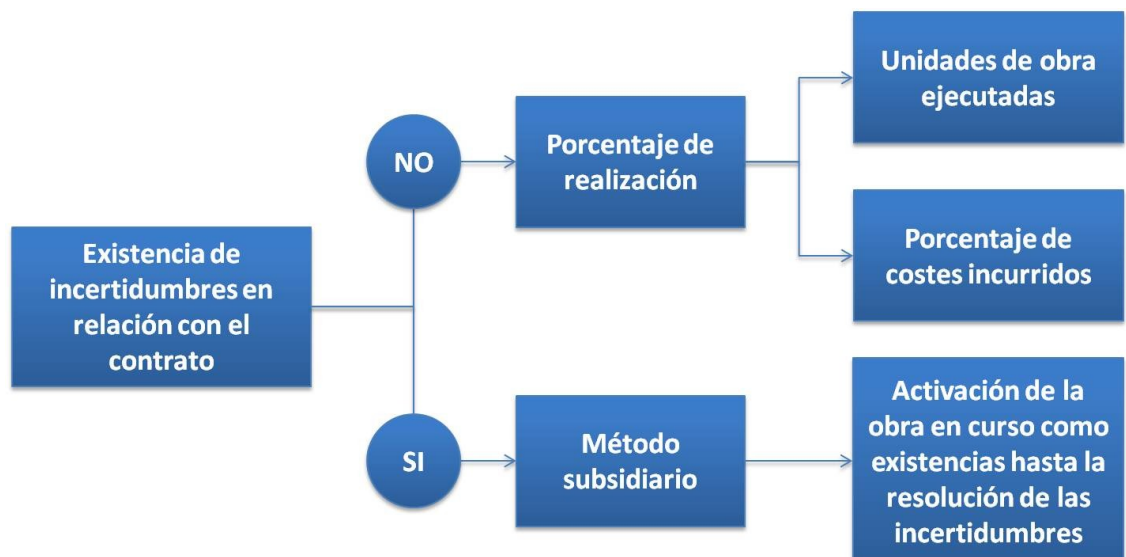 Existencia de
incertidumbres en
relación con el
contrato
NO
Porcentaje de
realización
Unidades de obra
ejecutadas
Porcentaje de
costes incurridos
SI
Método
subsidiario
Activación de la
obra en curso como
existencias hasta la
resolución de las
incertidumbres